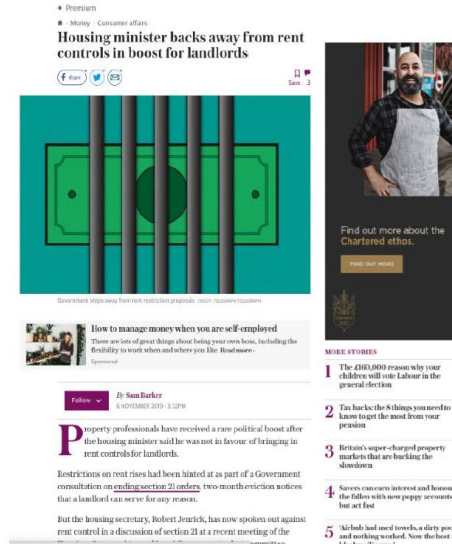 Premium
Money · Consumer affairs
Housing minister backs away from rent
controls in boost for landlords
Save 3
Government steps away from rent restriction proposals CREDIT: TELEGRAPH/TELEGRAPH
How to manage money when you are self-employed
There are lots of great things about being your own boss, including the
flexibility to work when and where you like. Read more ›
Sponsored
Follow
By Sam Barker
6 NOVEMBER 2019 • 3:12PM
Property professionals have received a rare political boost after
the housing minister said he was not in favour of bringing in
rent controls for landlords.
Restrictions on rent rises had been hinted at as part of a Government
consultation on ending section 21 orders, two-month eviction notices
that a landlord can serve for any reason.
But the housing secretary, Robert Jenrick, has now spoken out against
rent control in a discussion of section 21 at a recent meeting of the
Find out more about the
Chartered ethos.
FIND OUT MORE
MORE STORIES
1 The £160,000 reason why your
children will vote Labour in the
general election
2 Tax hacks: the 8 things you need to
know to get the most from your
pension
3 Britain's super-charged property
markets that are bucking the
slowdown
4 Savers can earn interest and honour
the fallen with new poppy accounts
but act fast
5 'Airbnb had used towels, a dirty
and nothing worked. Now the host